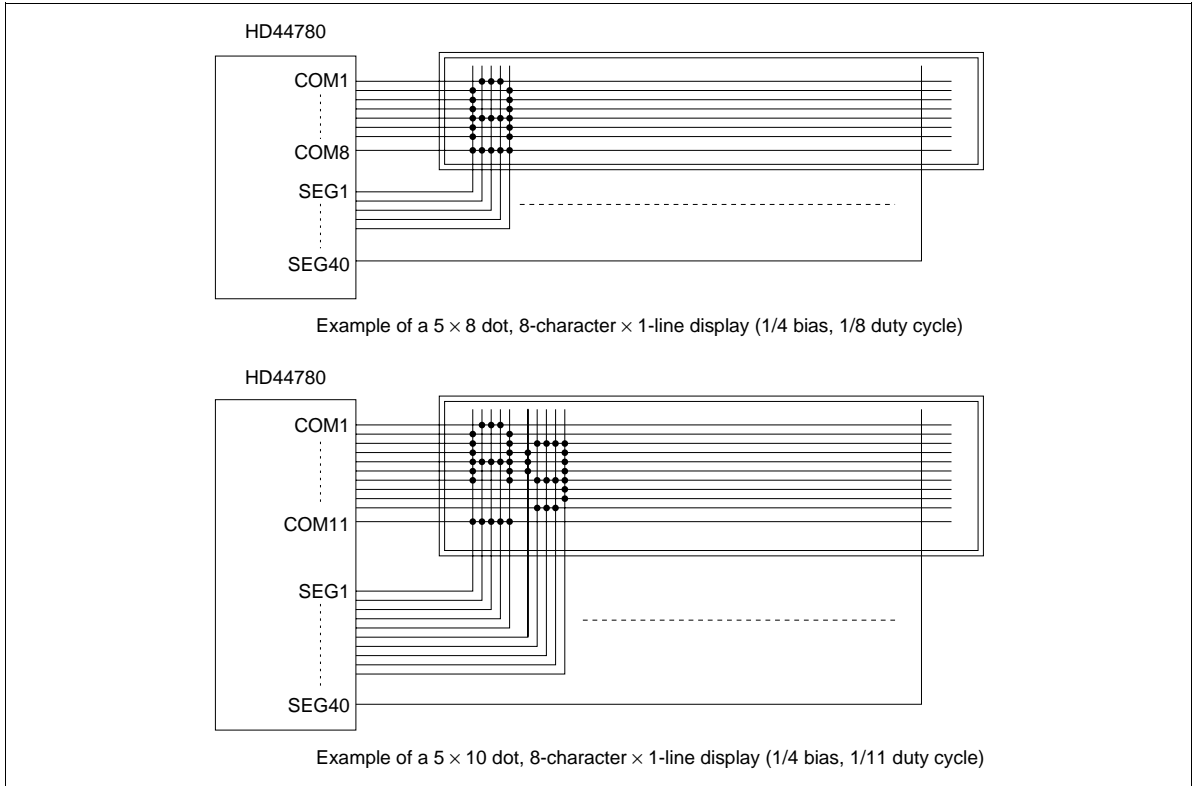 HD44780
COM1
COM8
SEG1
SEG40
Example of a 5 × 8 dot, 8-character × 1-line display (1/4 bias, 1/8 duty cycle)
HD44780
COM1
COM11
SEG1
SEG40
Example of a 5 × 10 dot, 8-character × 1-line display (1/4 bias, 1/11 duty cycle)